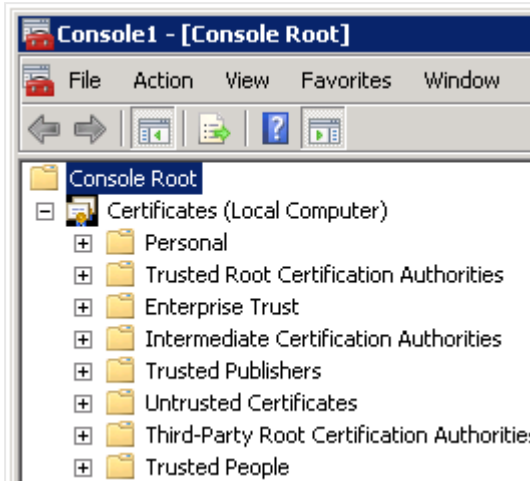 Console1 - [Console Root]
File Action View Favorites Window
Console Root
Certificates (Local Computer)
Personal
Trusted Root Certification Authorities
Enterprise Trust
Intermediate Certification Authorities
Trusted Publishers
Untrusted Certificates
Third-Party Root Certification Authorities
Trusted People